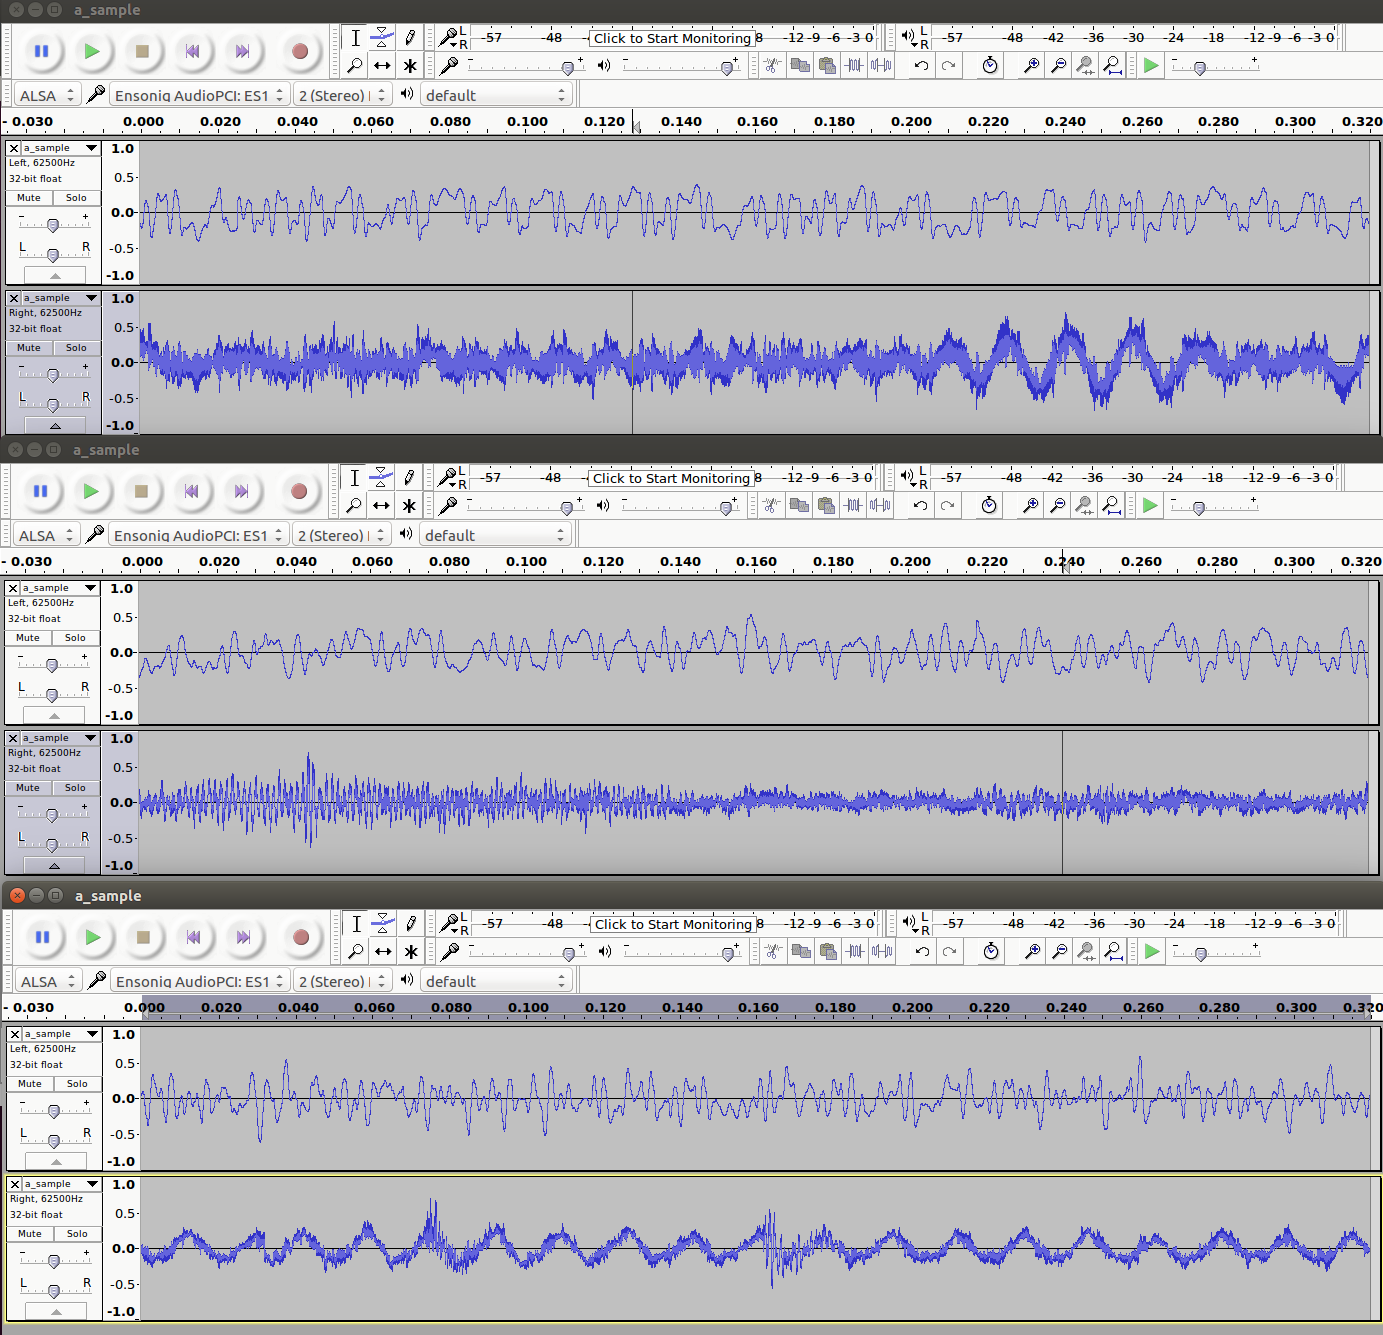 a_sample
L
R
-57 -48 - Click to Start Monitoring 8 -12 -9 -6 -3 0
L
R
-57 -48 -42 -36 -30 -24 -18 -12 -9 -6 -3 0
- +
- +
- +
ALSA
Ensoniq AudioPCI: ES1
2 (Stereo)
default
- 0.030 0.000 0.020 0.040 0.060 0.080 0.100 0.120 0.140 0.160 0.180 0.200 0.220 0.240 0.260 0.280 0.300 0.320
a_sample
Left, 62500Hz
32-bit float
Mute Solo
- +
L R
1.0
0.5
0.0
-0.5
-1.0
a_sample
Right, 62500Hz
32-bit float
Mute Solo
- +
L R
1.0
0.5
0.0
-0.5
-1.0
a_sample
L
R
-57 -48 - Click to Start Monitoring 8 -12 -9 -6 -3 0
L
R
-57 -48 -42 -36 -30 -24 -18 -12 -9 -6 -3 0
- +
- +
- +
ALSA
Ensoniq AudioPCI: ES1
2 (Stereo)
default
- 0.030 0.000 0.020 0.040 0.060 0.080 0.100 0.120 0.140 0.160 0.180 0.200 0.220 0.240 0.260 0.280 0.300 0.320
a_sample
Left, 62500Hz
32-bit float
Mute Solo
- +
L R
1.0
0.5
0.0
-0.5
-1.0
a_sample
Right, 62500Hz
32-bit float
Mute Solo
- +
L R
1.0
0.5
0.0
-0.5
-1.0
a_sample
L
R
-57 -48 - Click to Start Monitoring 8 -12 -9 -6 -3 0
L
R
-57 -48 -42 -36 -30 -24 -18 -12 -9 -6 -3 0
- +
- +
- +
ALSA
Ensoniq AudioPCI: ES1
2 (Stereo)
default
- 0.030 0.000 0.020 0.040 0.060 0.080 0.100 0.120 0.140 0.160 0.180 0.200 0.220 0.240 0.260 0.280 0.300 0.320
a_sample
Left, 62500Hz
32-bit float
Mute Solo
- +
L R
1.0
0.5
0.0
-0.5
-1.0
a_sample
Right, 62500Hz
32-bit float
Mute Solo
- +
L R
1.0
0.5
0.0
-0.5
-1.0